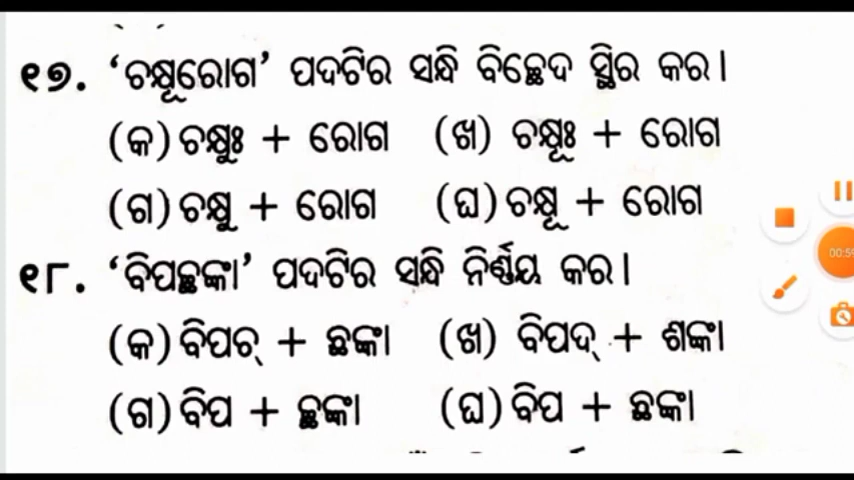 ୧୭. ‘ଚକ୍ଷୂରୋଗ’ ପଦଟିର ସନ୍ଧି ବିଚ୍ଛେଦ ସ୍ଥିର କର।
(କ) ଚକ୍ଷୁଃ + ରୋଗ (ଖ) ଚକ୍ଷୂଃ + ରୋଗ
(ଗ) ଚକ୍ଷୁ + ରୋଗ (ଘ) ଚକ୍ଷୂ + ରୋଗ
୧୮. ‘ବିପଚ୍ଛଙ୍କା’ ପଦଟିର ସନ୍ଧି ନିର୍ଣ୍ଣୟ କର।
(କ) ବିପଚ୍ + ଛଙ୍କା (ଖ) ବିପଦ୍ + ଶଙ୍କା
(ଗ) ବିପ + ଚ୍ଛଙ୍କା (ଘ) ବିପ + ଛଙ୍କା